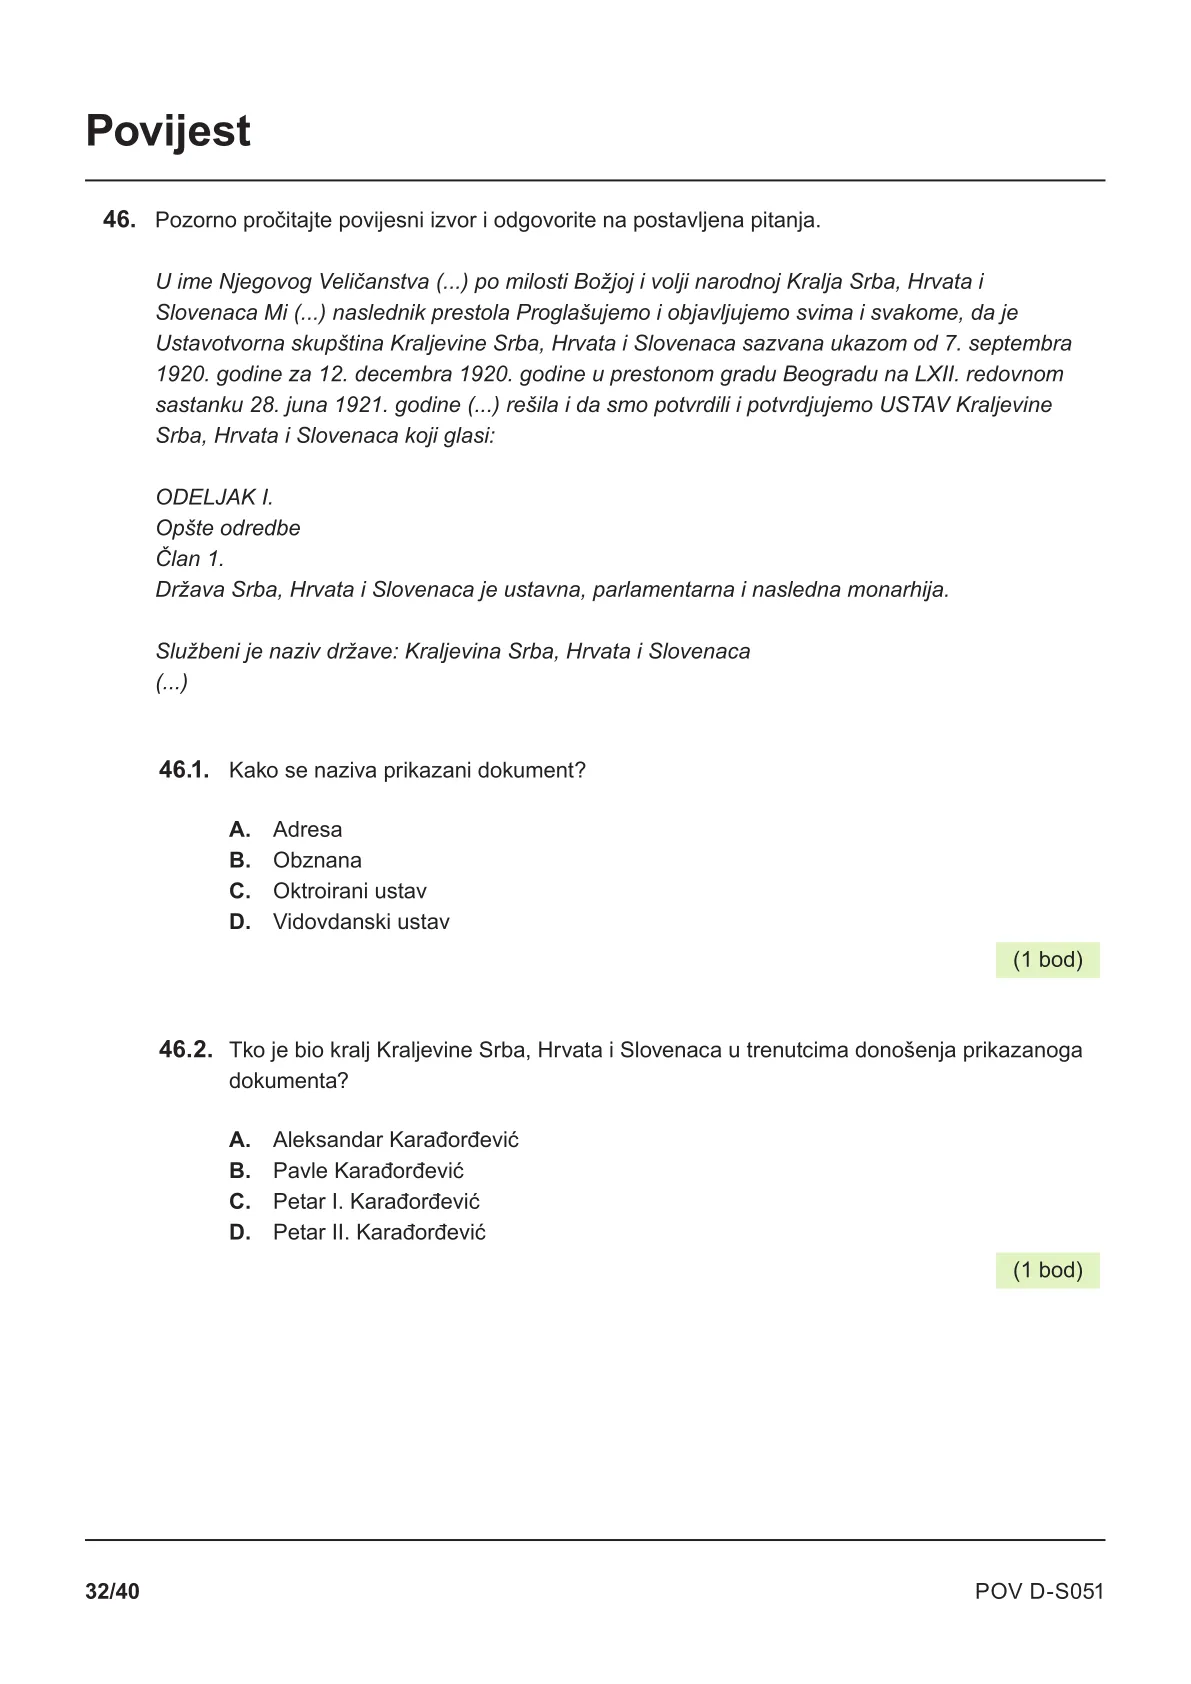 Povijest
46. Pozorno pročitajte povijesni izvor i odgovorite na postavljena pitanja.
U ime Njegovog Veličanstva (...) po milosti Božjoj i volji narodnoj Kralja Srba, Hrvata i
Slovenaca Mi (...) naslednik prestola Proglašujemo i objavljujemo svima i svakome, da je
Ustavotvorna skupština Kraljevine Srba, Hrvata i Slovenaca sazvana ukazom od 7. septembra
1920. godine za 12. decembra 1920. godine u prestonom gradu Beogradu na LXII. redovnom
sastanku 28. juna 1921. godine (...) rešila i da smo potvrdili i potvrdjujemo USTAV Kraljevine
Srba, Hrvata i Slovenaca koji glasi:
ODELJAK I.
Opšte odredbe
Član 1.
Država Srba, Hrvata i Slovenaca je ustavna, parlamentarna i nasledna monarhija.
Službeni je naziv države: Kraljevina Srba, Hrvata i Slovenaca
(...)
46.1. Kako se naziva prikazani dokument?
A. Adresa
B. Obznana
C. Oktroirani ustav
D. Vidovdanski ustav
(1 bod)
46.2. Tko je bio kralj Kraljevine Srba, Hrvata i Slovenaca u trenutcima donošenja prikazanoga
dokumenta?
A. Aleksandar Karađorđević
B. Pavle Karađorđević
C. Petar I. Karađorđević
D. Petar II. Karađorđević
(1 bod)
32/40
POV D-S051